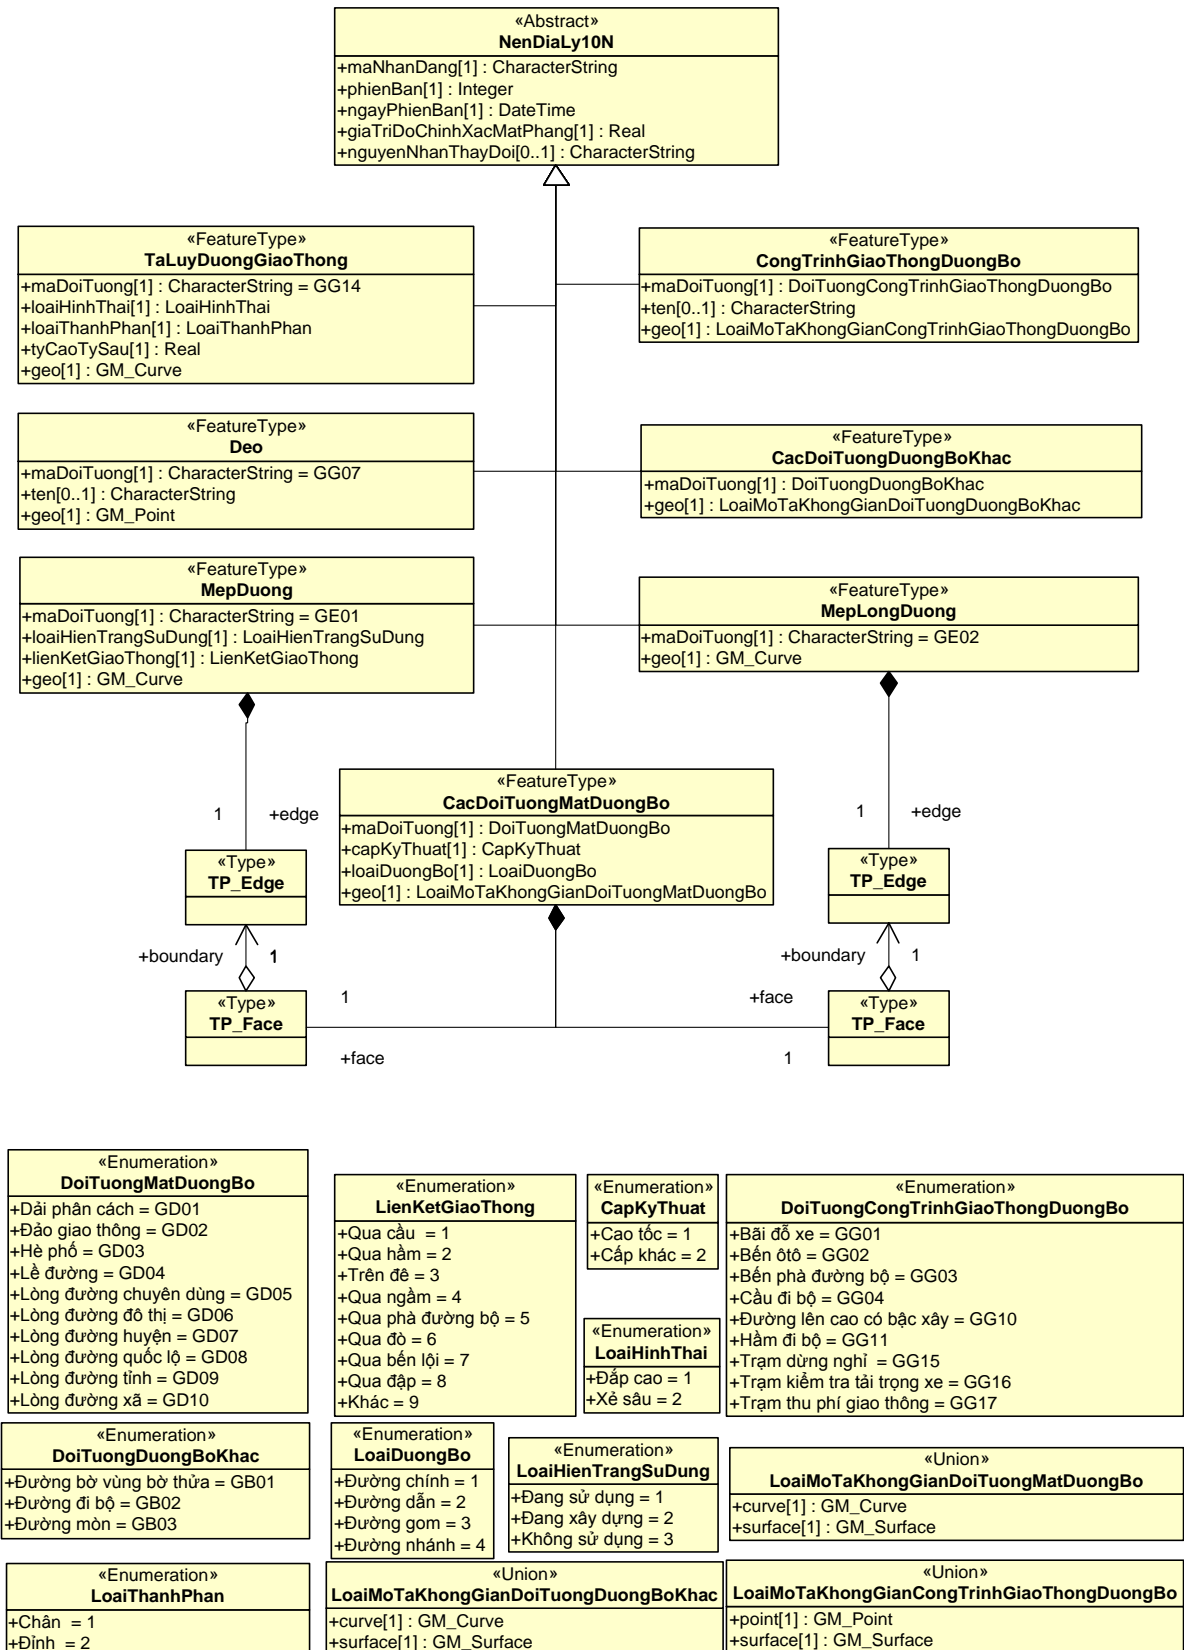 «Abstract»
NenDiaLy10N
+maNhanDang[1] : CharacterString
+phienBan[1] : Integer
+ngayPhienBan[1] : DateTime
+giaTriDoChinhXacMatPhang[1] : Real
+nguyenNhanThayDoi[0..1] : CharacterString
«FeatureType»
TaLuyDuongGiaoThong
+maDoiTuong[1] : CharacterString = GG14
+loaiHinhThai[1] : LoaiHinhThai
+loaiThanhPhan[1] : LoaiThanhPhan
+tyCaoTySau[1] : Real
+geo[1] : GM_Curve
«FeatureType»
CongTrinhGiaoThongDuongBo
+maDoiTuong[1] : DoiTuongCongTrinhGiaoThongDuongBo
+ten[0..1] : CharacterString
+geo[1] : LoaiMoTaKhongGianCongTrinhGiaoThongDuongBo
«FeatureType»
Deo
+maDoiTuong[1] : CharacterString = GG07
+ten[0..1] : CharacterString
+geo[1] : GM_Point
«FeatureType»
CacDoiTuongDuongBoKhac
+maDoiTuong[1] : DoiTuongDuongBoKhac
+geo[1] : LoaiMoTaKhongGianDoiTuongDuongBoKhac
«FeatureType»
MepDuong
+maDoiTuong[1] : CharacterString = GE01
+loaiHienTrangSuDung[1] : LoaiHienTrangSuDung
+lienKetGiaoThong[1] : LienKetGiaoThong
+geo[1] : GM_Curve
«FeatureType»
MepLongDuong
+maDoiTuong[1] : CharacterString = GE02
+geo[1] : GM_Curve
«FeatureType»
CacDoiTuongMatDuongBo
+maDoiTuong[1] : DoiTuongMatDuongBo
+capKyThuat[1] : CapKyThuat
+loaiDuongBo[1] : LoaiDuongBo
+geo[1] : LoaiMoTaKhongGianDoiTuongMatDuongBo
1 +edge
«Type»
TP_Edge
+boundary 1
«Type»
TP_Face
1
+face
1 +edge
«Type»
TP_Edge
+boundary 1
«Type»
TP_Face
+face
1
«Enumeration»
DoiTuongMatDuongBo
+Dải phân cách = GD01
+Đảo giao thông = GD02
+Hè phố = GD03
+Lề đường = GD04
+Lòng đường chuyên dùng = GD05
+Lòng đường đô thị = GD06
+Lòng đường huyện = GD07
+Lòng đường quốc lộ = GD08
+Lòng đường tỉnh = GD09
+Lòng đường xã = GD10
«Enumeration»
LienKetGiaoThong
+Qua cầu = 1
+Qua hầm = 2
+Trên đê = 3
+Qua ngầm = 4
+Qua phà đường bộ = 5
+Qua đò = 6
+Qua bến lội = 7
+Qua đập = 8
+Khác = 9
«Enumeration»
CapKyThuat
+Cao tốc = 1
+Cấp khác = 2
«Enumeration»
LoaiHinhThai
+Đắp cao = 1
+Xẻ sâu = 2
«Enumeration»
DoiTuongCongTrinhGiaoThongDuongBo
+Bãi đỗ xe = GG01
+Bến ôtô = GG02
+Bến phà đường bộ = GG03
+Cầu đi bộ = GG04
+Đường lên cao có bậc xây = GG10
+Hầm đi bộ = GG11
+Trạm dừng nghỉ = GG15
+Trạm kiểm tra tải trọng xe = GG16
+Trạm thu phí giao thông = GG17
«Enumeration»
DoiTuongDuongBoKhac
+Đường bờ vùng bờ thửa = GB01
+Đường đi bộ = GB02
+Đường mòn = GB03
«Enumeration»
LoaiDuongBo
+Đường chính = 1
+Đường dẫn = 2
+Đường gom = 3
+Đường nhánh = 4
«Enumeration»
LoaiHienTrangSuDung
+Đang sử dụng = 1
+Đang xây dựng = 2
+Không sử dụng = 3
«Union»
LoaiMoTaKhongGianDoiTuongMatDuongBo
+curve[1] : GM_Curve
+surface[1] : GM_Surface
«Enumeration»
LoaiThanhPhan
+Chân = 1
+Đỉnh = 2
«Union»
LoaiMoTaKhongGianDoiTuongDuongBoKhac
+curve[1] : GM_Curve
+surface[1] : GM_Surface
«Union»
LoaiMoTaKhongGianCongTrinhGiaoThongDuongBo
+point[1] : GM_Point
+surface[1] : GM_Surface